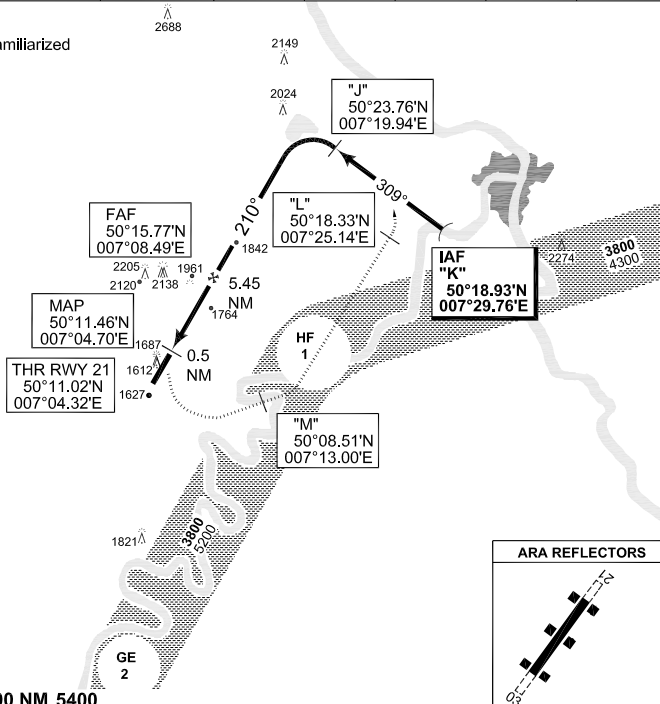 2688
amiliarized
2149
2024
"J"
50°23.76'N
007°19.94'E
309°
"L"
50°18.33'N
007°25.14'E
210°
FAF
50°15.77'N
007°08.49'E
1842
IAF
"K"
50°18.93'N
007°29.76'E
2274
3800
4300
2205
2138
1961
2120
5.45
NM
1764
MAP
50°11.46'N
007°04.70'E
1687
0.5
NM
HF
1
THR RWY 21
50°11.02'N
007°04.32'E
1612
1627
"M"
50°08.51'N
007°13.00'E
1821
3800
5200
ARA REFLECTORS
21
03
GE
2
00 NM 5400